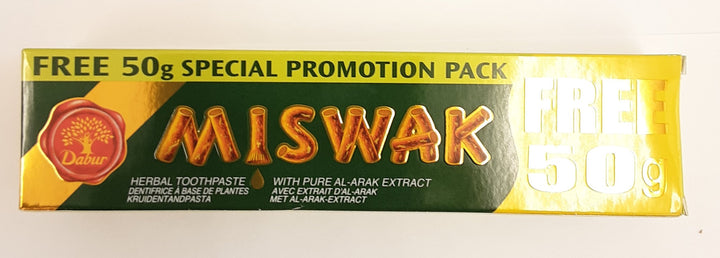 FREE 50g SPECIAL PROMOTION PACK
Dabur
MISWAK
HERBAL TOOTHPASTE
DENTIFRICE À BASE DE PLANTES
KRUIDENTANDPASTA
WITH PURE AL-ARAK EXTRACT
AVEC EXTRAIT D'AL-ARAK
MET AL-ARAK-EXTRACT
FREE
50g